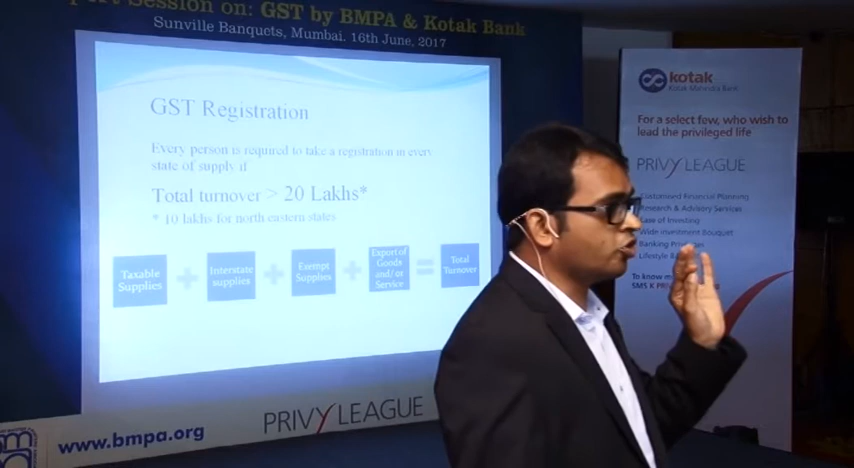 Session on: GST by BMPA & Kotak Bank
Sunville Banquets, Mumbai. 16th June, 2017
GST Registration
Every person is required to take a registration in every
state of supply if
Total turnover > 20 Lakhs*
* 10 lakhs for north eastern states
Taxable
Supplies
+
Interstate
supplies
+
Exempt
Supplies
+
Export of
Goods
and/or
Service
=
Total
Turnover
www.bmpa.org
PRIVY LEAGUE
kotak
Kotak Mahindra Bank
For a select few, who wish to
lead the privileged life
PRIVY LEAGUE
Customised Financial Planning
Research & Advisory Services
Ease of Investing
Wide Investment Bouquet
Banking
Lifestyle
To know
SMS K